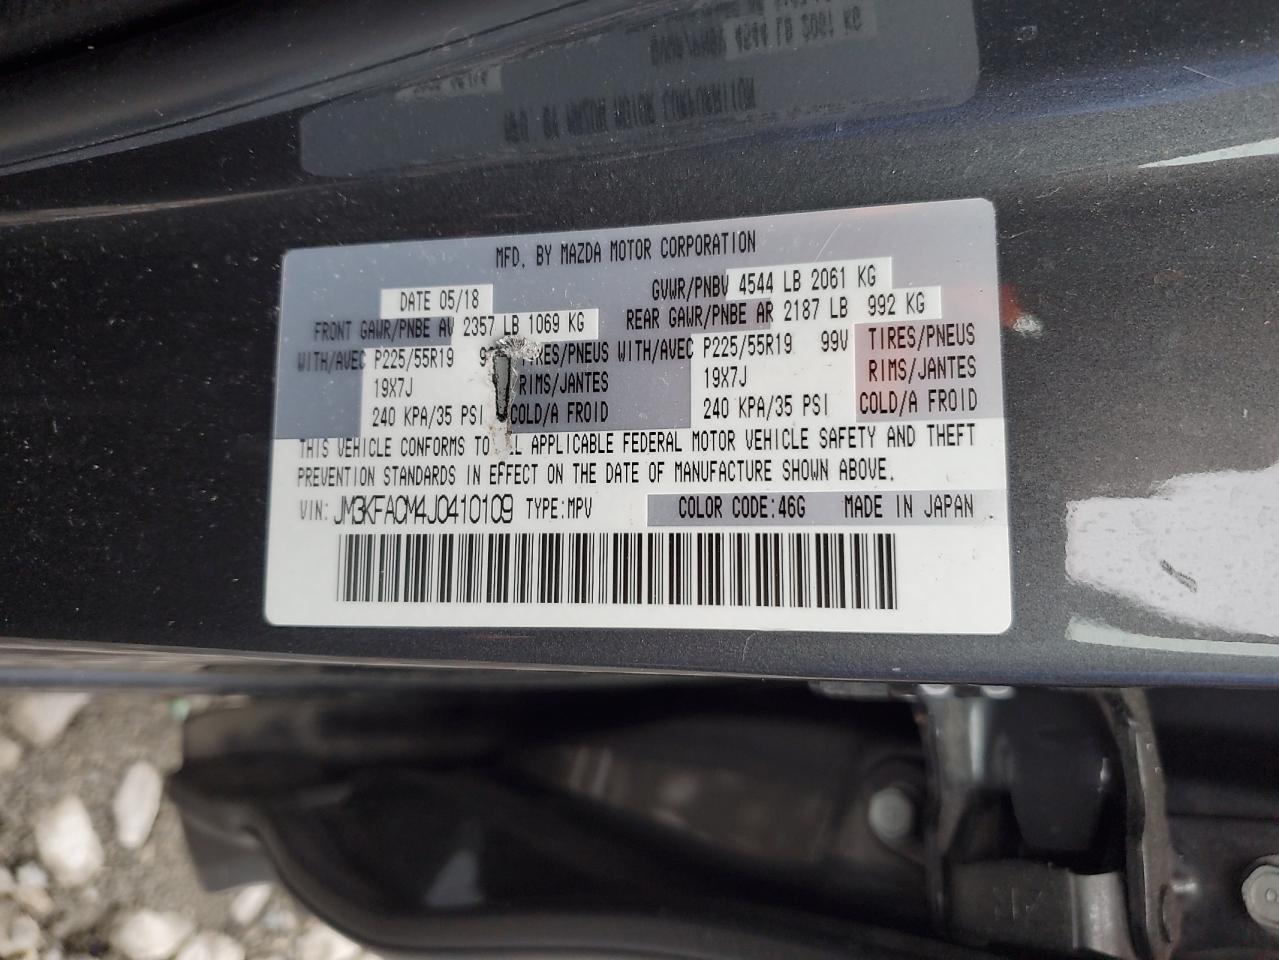 MFD. BY MAZDA MOTOR CORPORATION
DATE 05/18 GVWR/PNBV 4544 LB 2061 KG
FRONT GAWR/PNBE AV 2357 LB 1069 KG REAR GAWR/PNBE AR 2187 LB 992 KG
WITH/AVEC P225/55R19 TIRES/PNEUS WITH/AVEC P225/55R19 99V TIRES/PNEUS
19X7J RIMS/JANTES 19X7J RIMS/JANTES
240 KPA/35 PSI COLD/A FROID 240 KPA/35 PSI COLD/A FROID
THIS VEHICLE CONFORMS TO ALL APPLICABLE FEDERAL MOTOR VEHICLE SAFETY AND THEFT
PREVENTION STANDARDS IN EFFECT ON THE DATE OF MANUFACTURE SHOWN ABOVE.
VIN: JM3KFACM4J0410109 TYPE:MPV COLOR CODE:46G MADE IN JAPAN